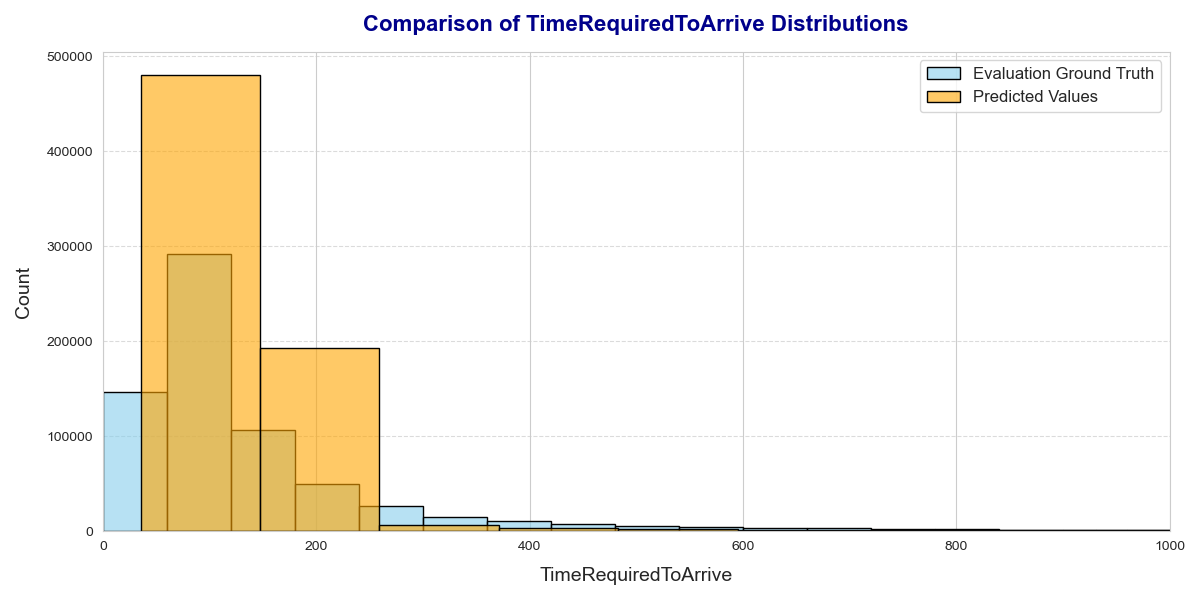 Comparison of TimeRequiredToArrive Distributions
Evaluation Ground Truth
Predicted Values
Count
500000
400000
300000
200000
100000
0
0 200 400 600 800 1000
TimeRequiredToArrive